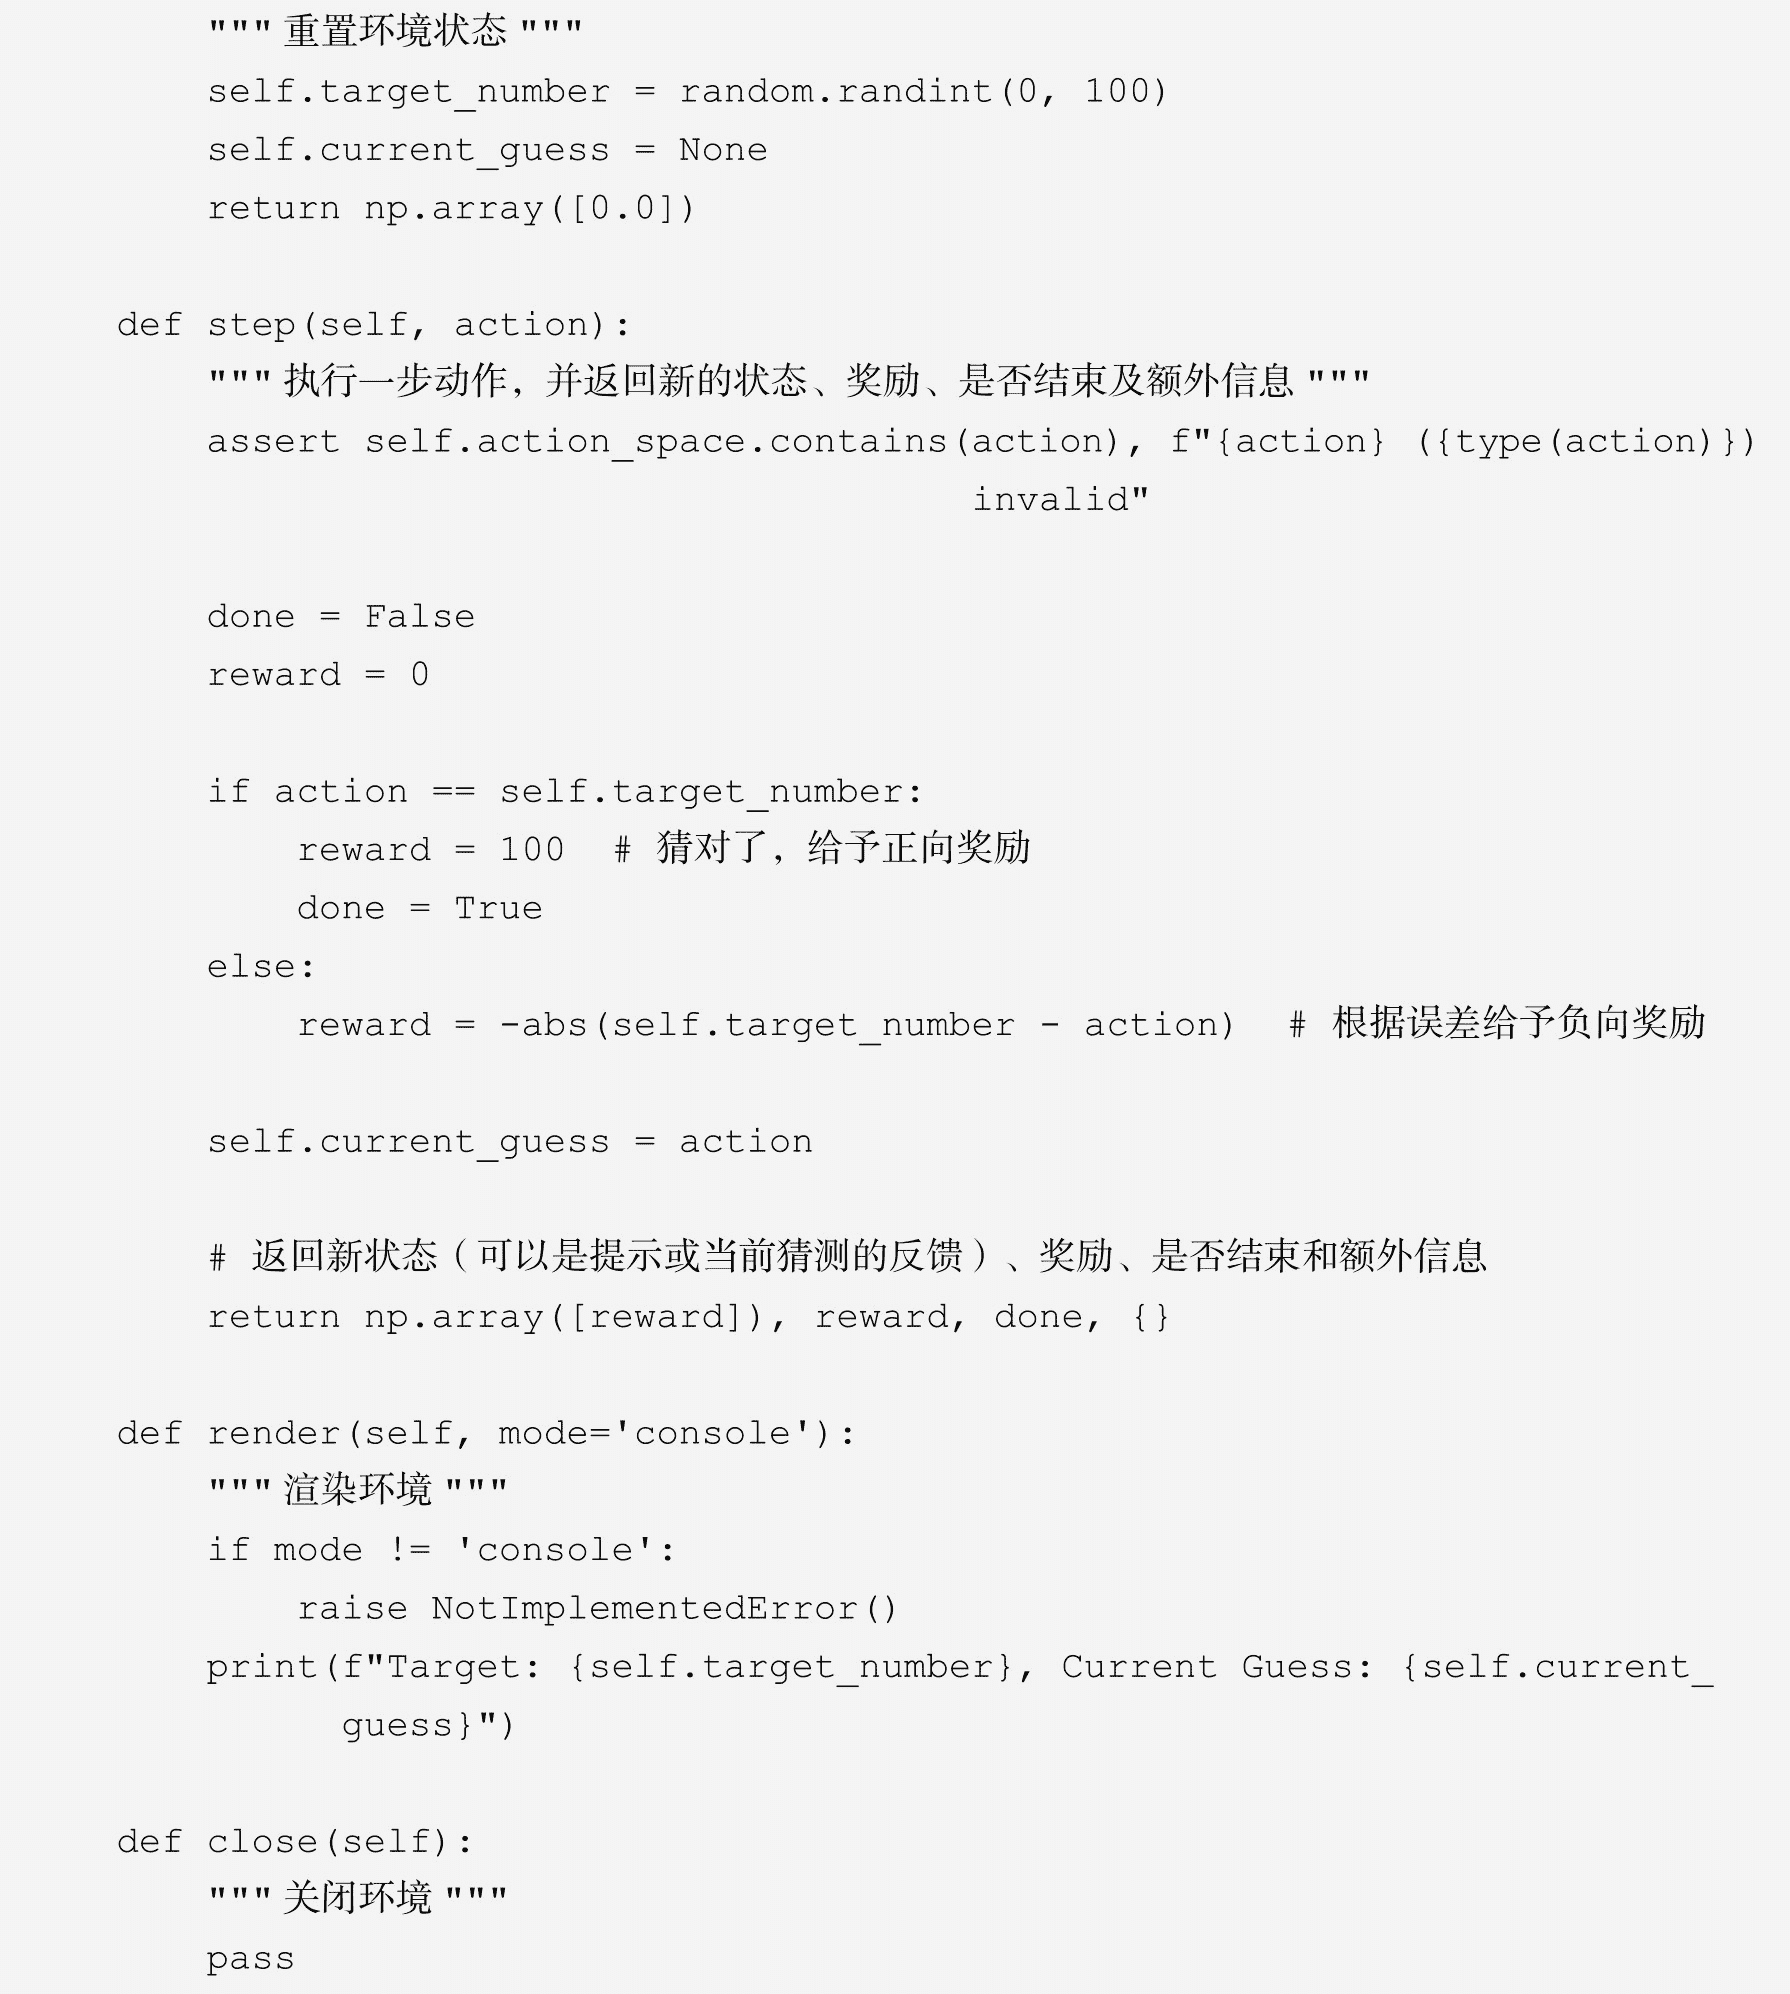 """ 重置环境状态 """
self.target_number = random.randint(0, 100)
self.current_guess = None
return np.array([0.0])
def step(self, action):
""" 执行一步动作，并返回新的状态、奖励、是否结束及额外信息 """
assert self.action_space.contains(action), f"{action} ({type(action)})
invalid"
done = False
reward = 0
if action == self.target_number:
reward = 100  # 猜对了，给予正向奖励
done = True
else:
reward = -abs(self.target_number - action)  # 根据误差给予负向奖励
self.current_guess = action
# 返回新状态（可以是提示或当前猜测的反馈）、奖励、是否结束和额外信息
return np.array([reward]), reward, done, {}
def render(self, mode='console'):
""" 渲染环境 """
if mode != 'console':
raise NotImplementedError()
print(f"Target: {self.target_number}, Current Guess: {self.current_
guess}")
def close(self):
""" 关闭环境 """
pass